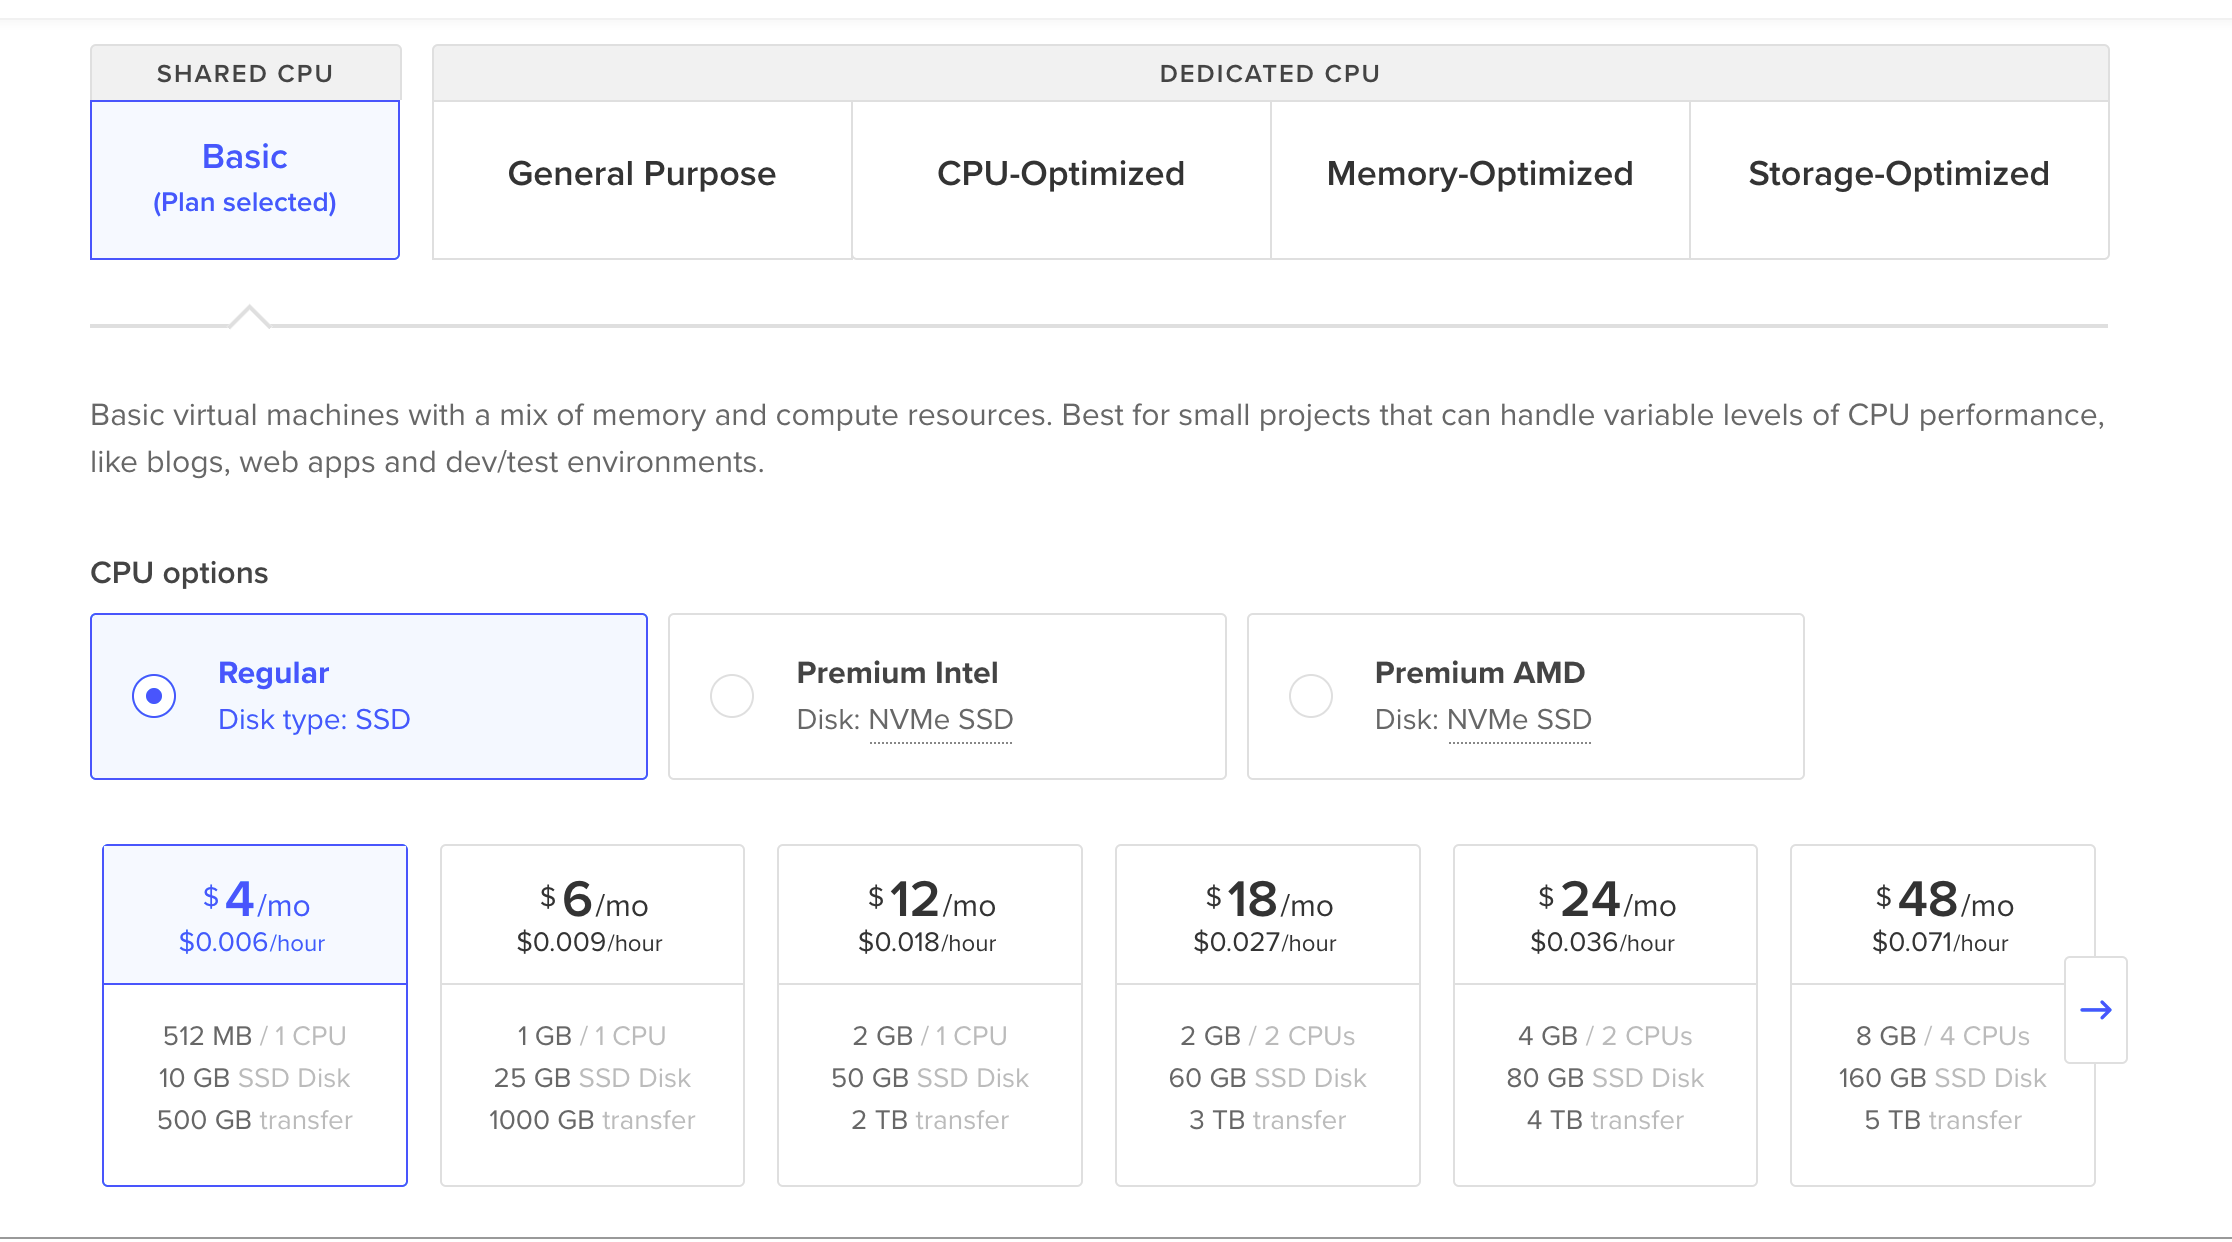 SHARED CPU
DEDICATED CPU
Basic
(Plan selected)
General Purpose
CPU-Optimized
Memory-Optimized
Storage-Optimized
Basic virtual machines with a mix of memory and compute resources. Best for small projects that can handle variable levels of CPU performance,
like blogs, web apps and dev/test environments.
CPU options
Regular
Disk type: SSD
Premium Intel
Disk: NVMe SSD
Premium AMD
Disk: NVMe SSD
$4/mo
$0.006/hour
512 MB / 1 CPU
10 GB SSD Disk
500 GB transfer
$6/mo
$0.009/hour
1 GB / 1 CPU
25 GB SSD Disk
1000 GB transfer
$12/mo
$0.018/hour
2 GB / 1 CPU
50 GB SSD Disk
2 TB transfer
$18/mo
$0.027/hour
2 GB / 2 CPUs
60 GB SSD Disk
3 TB transfer
$24/mo
$0.036/hour
4 GB / 2 CPUs
80 GB SSD Disk
4 TB transfer
$48/mo
$0.071/hour
8 GB / 4 CPUs
160 GB SSD Disk
5 TB transfer